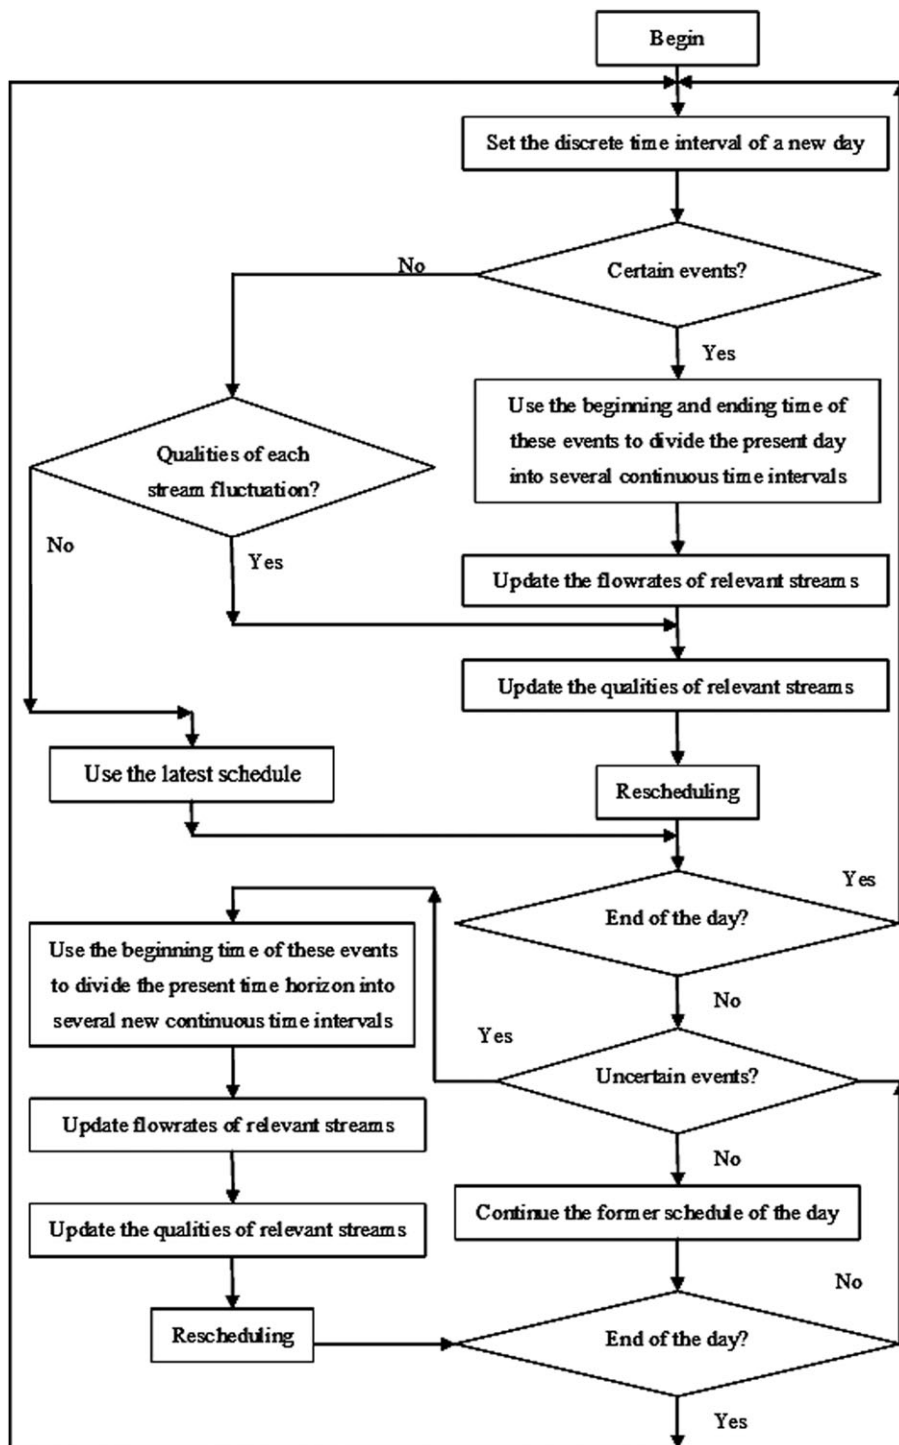 Begin
Set the discrete time interval of a new day
Certain events?
No
Yes
Use the beginning and ending time of
these events to divide the present day
into several continuous time intervals
Qualities of each
stream fluctuation?
No
Yes
Update the flowrates of relevant streams
Update the qualities of relevant streams
Use the latest schedule
Rescheduling
Yes
End of the day?
Use the beginning time of these events
to divide the present time horizon into
several new continuous time intervals
No
Yes
Uncertain events?
Update flowrates of relevant streams
No
Continue the former schedule of the day
Update the qualities of relevant streams
No
Rescheduling
End of the day?
Yes